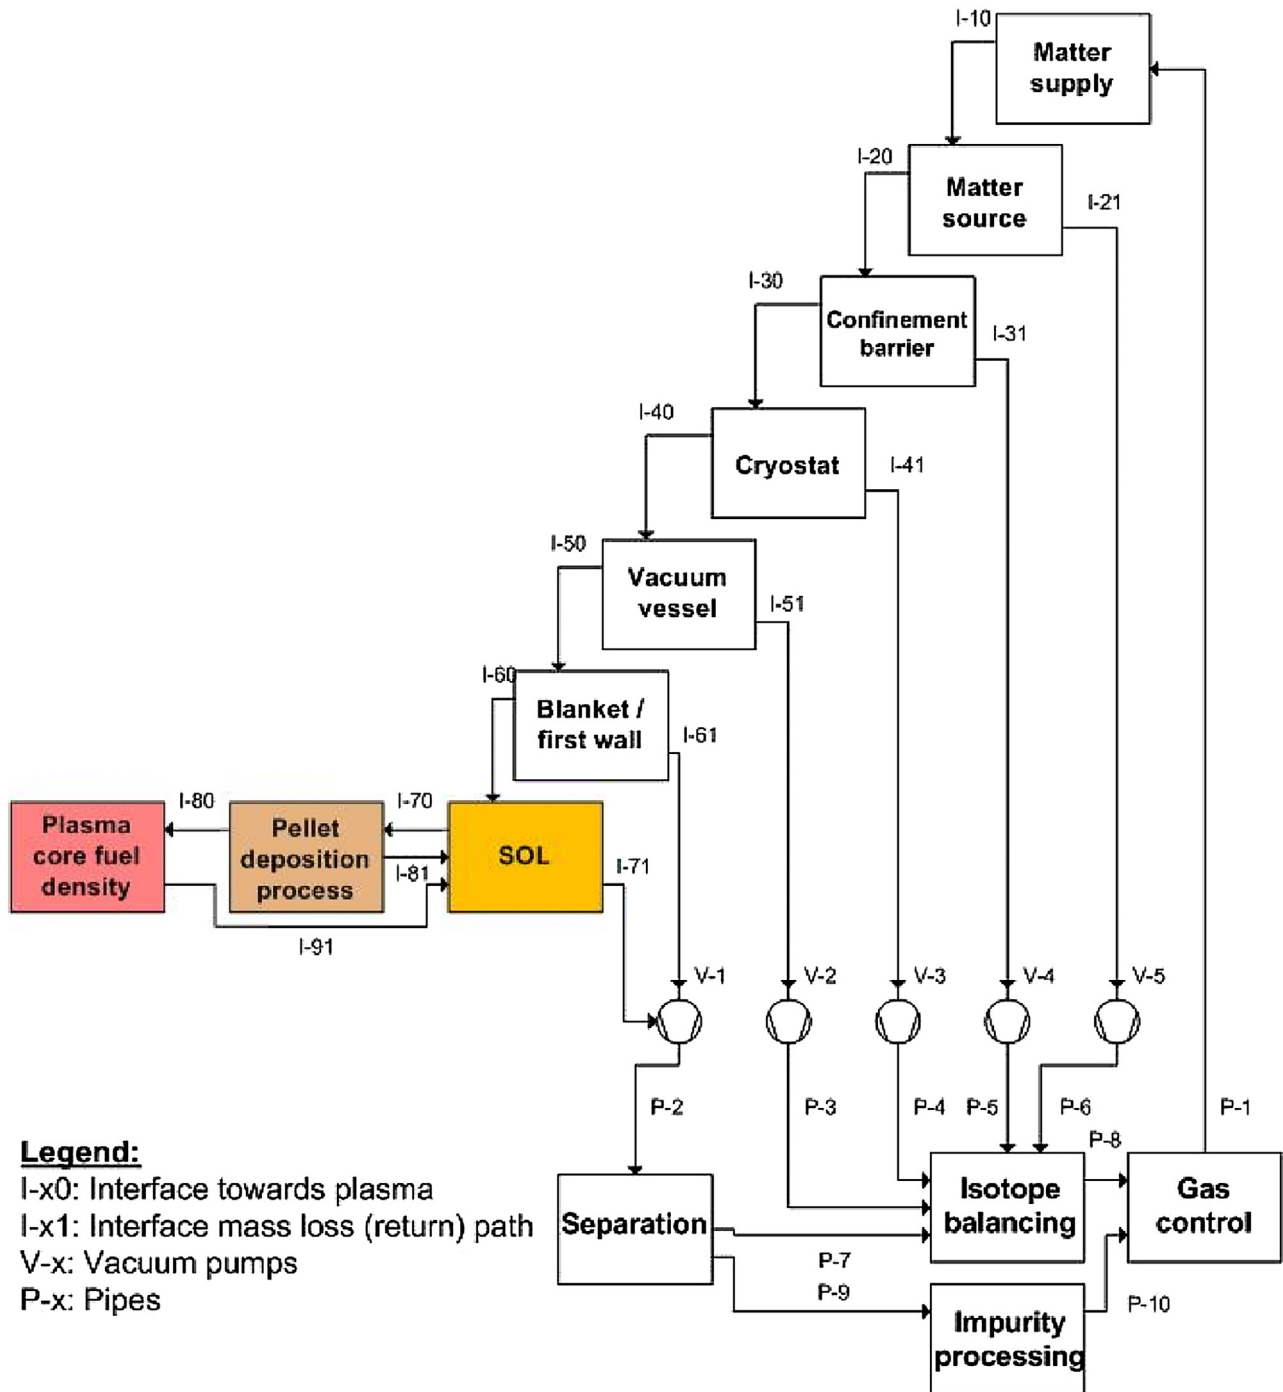 I-10
Matter
supply
I-20
Matter
source
I-21
I-30
Confinement
barrier
I-31
I-40
Cryostat
I-41
I-50
Vacuum
vessel
I-51
I-60
Blanket /
first wall
I-61
Plasma
core fuel
density
I-80
Pellet
deposition
process
I-70
I-81
SOL
I-71
I-91
V-1
V-2
V-3
V-4
V-5
P-2
P-3
P-4
P-5
P-6
P-8
P-1
Legend:
I-x0: Interface towards plasma
I-x1: Interface mass loss (return) path
V-x: Vacuum pumps
P-x: Pipes
Separation
Isotope
balancing
Gas
control
P-7
P-9
P-10
Impurity
processing